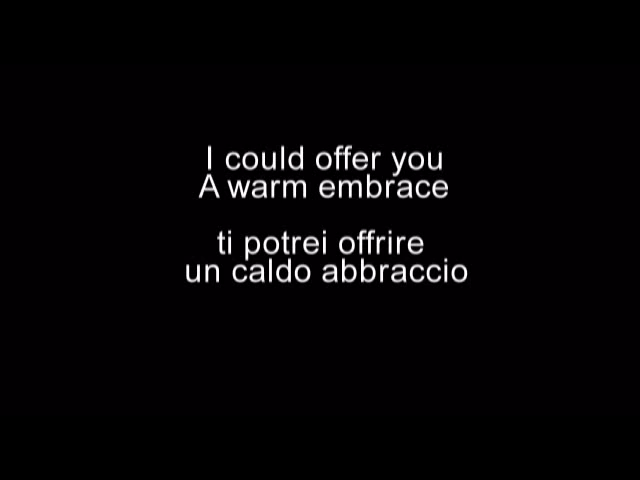 I could offer you
A warm embrace
ti potrei offrire
un caldo abbraccio